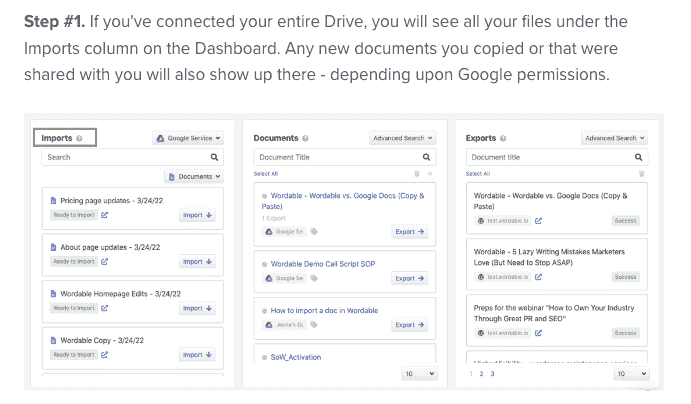 Step #1. If you've connected your entire Drive, you will see all your files under the
Imports column on the Dashboard. Any new documents you copied or that were
shared with you will also show up there - depending upon Google permissions.
Imports
Google Service
Search
Documents
Pricing page updates - 3/24/22
Ready to Import
Import
About page updates - 3/24/22
Ready to Import
Import
Wordable Homepage Edits - 3/24/22
Ready to Import
Import
Wordable Copy - 3/24/22
Ready to Import
Import
Documents
Advanced Search
Document Title
Select All
Wordable - Wordable vs. Google Docs (Copy &
Paste)
1 Export
Google Se
Export
Wordable Demo Call Script SOP
Google Se
Export
How to import a doc in Wordable
Jenna's Gc
Export
SoW_Activation
10
Exports
Advanced Search
Document title
Select All
Wordable - Wordable vs. Google Docs (Copy &
Paste)
test.wordable.io
Success
Wordable - 5 Lazy Writing Mistakes Marketers
Love (But Need to Stop ASAP)
test.wordable.io
Success
Preps for the webinar "How to Own Your Industry
Through Great PR and SEO"
test.wordable.io
Success
1 2 3
10